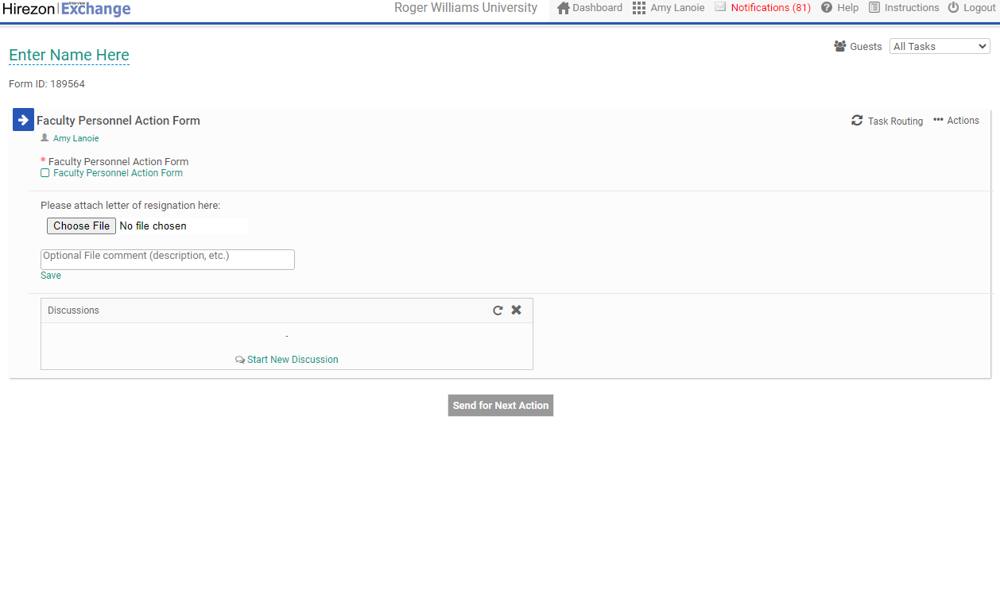 Hirezon Interview Exchange Roger Williams University Dashboard Amy Lanoie Notifications (81) Help Instructions Logout
Enter Name Here Guests All Tasks
Form ID: 189564
Faculty Personnel Action Form Task Routing Actions
Amy Lanoie
* Faculty Personnel Action Form
Faculty Personnel Action Form
Please attach letter of resignation here:
Choose File No file chosen
Optional File comment (description, etc.)
Save
Discussions
-
Start New Discussion
Send for Next Action